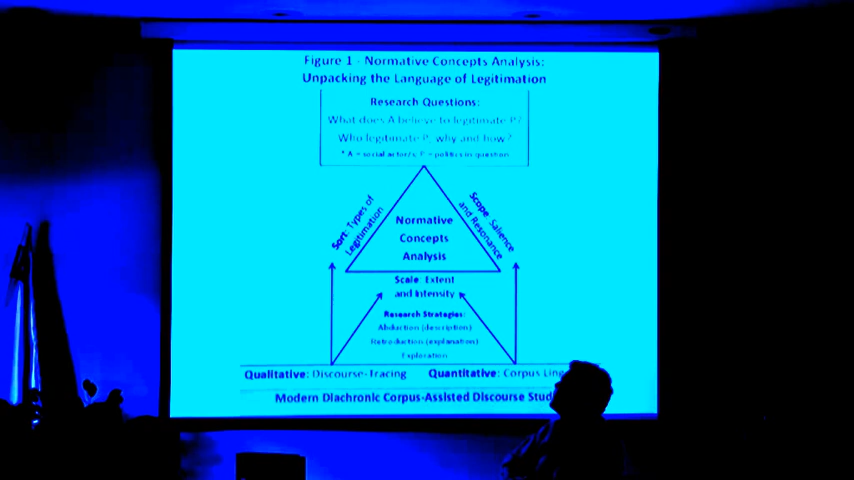 Figure 1 - Normative Concepts Analysis:
Unpacking the Language of Legitimation
Research Questions:
What does A believe to legitimate P?
Who legitimate P, why and how?
* A = social actor/s; P = politics in question
Sort: Types of
Legitimation
Scope: Salience
and Resonance
Normative
Concepts
Analysis
Scale: Extent
and Intensity
Research Strategies:
Abduction (description)
Retroduction (explanation)
Exploration
Qualitative: Discourse-Tracing
Quantitative: Corpus Ling
Modern Diachronic Corpus-Assisted Discourse Stud